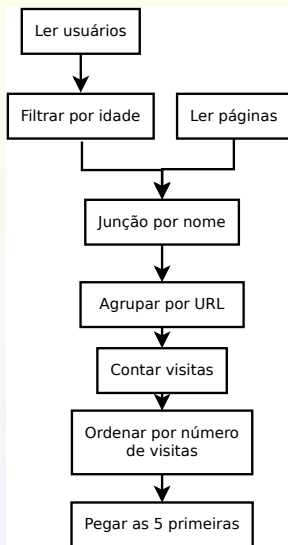 Ler usuários
Filtrar por idade
Ler páginas
Junção por nome
Agrupar por URL
Contar visitas
Ordenar por número
de visitas
Pegar as 5 primeiras